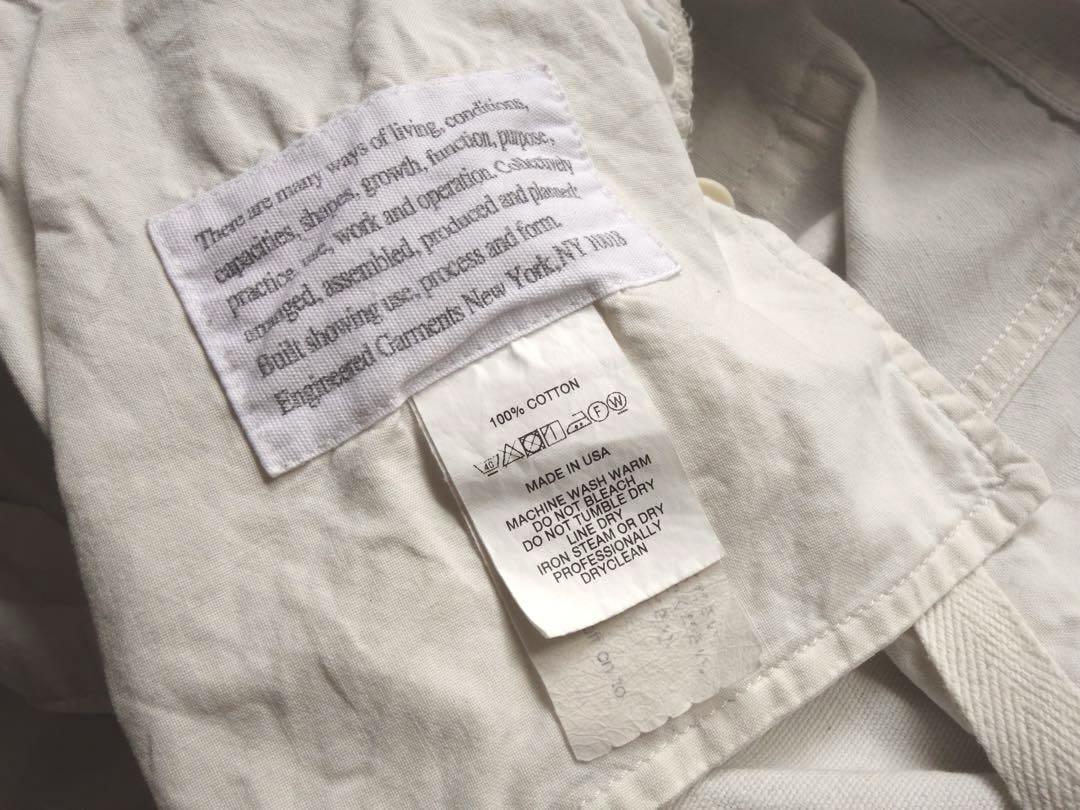 There are many ways of living, conditions,
capacities, shapes, growth, function, purpose,
practice use, work and operation. Collectively
arranged, assembled, produced and planned;
Built showing use, process and form.
Engineered Garments New York, NY 10018
100% COTTON
40 F W
MADE IN USA
MACHINE WASH WARM
DO NOT BLEACH
DO NOT TUMBLE DRY
LINE DRY
IRON STEAM OR DRY
PROFESSIONALLY
DRYCLEAN